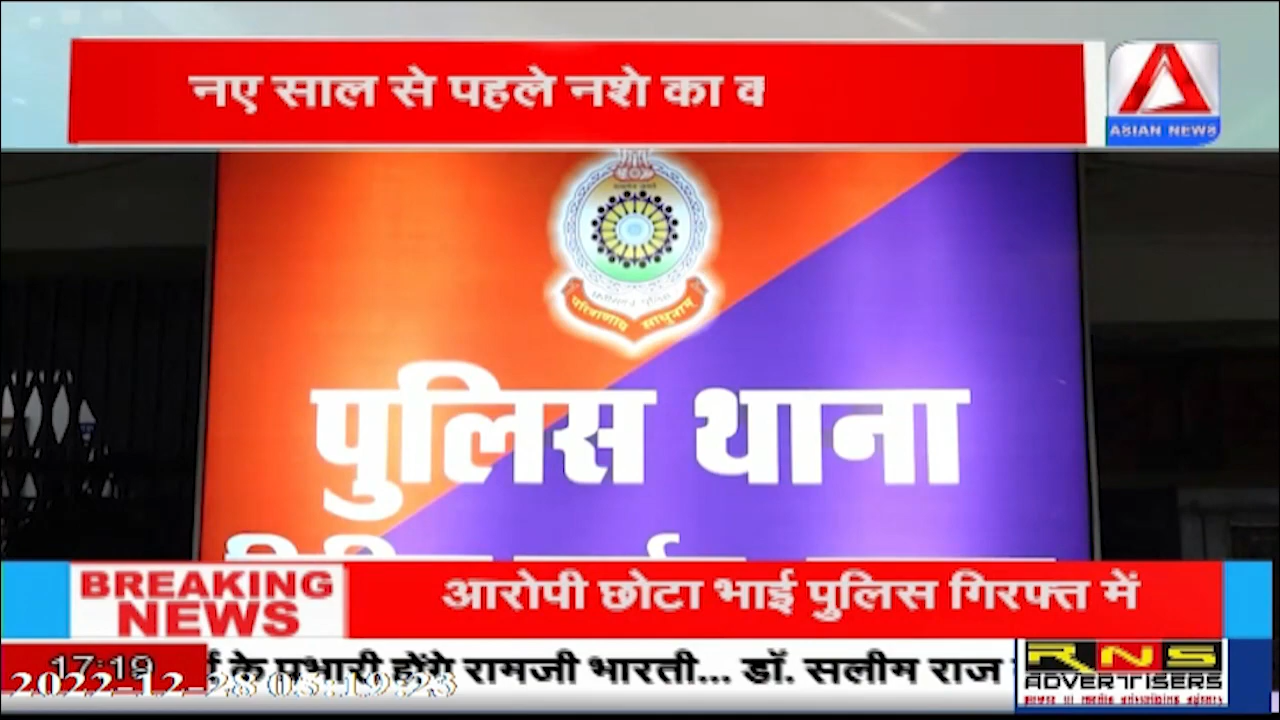 नए साल से पहले नशे का
ASIAN NEWS
परित्राणाय साधुनाम्
पुलिस थाना
BREAKING NEWS
आरोपी छोटा भाई पुलिस गिरफ्त में
17:19
के प्रभारी होंगे रामजी भारती... डॉ. सलीम राज
2022-12-28 05:19:23
RNS
ADVERTISERS